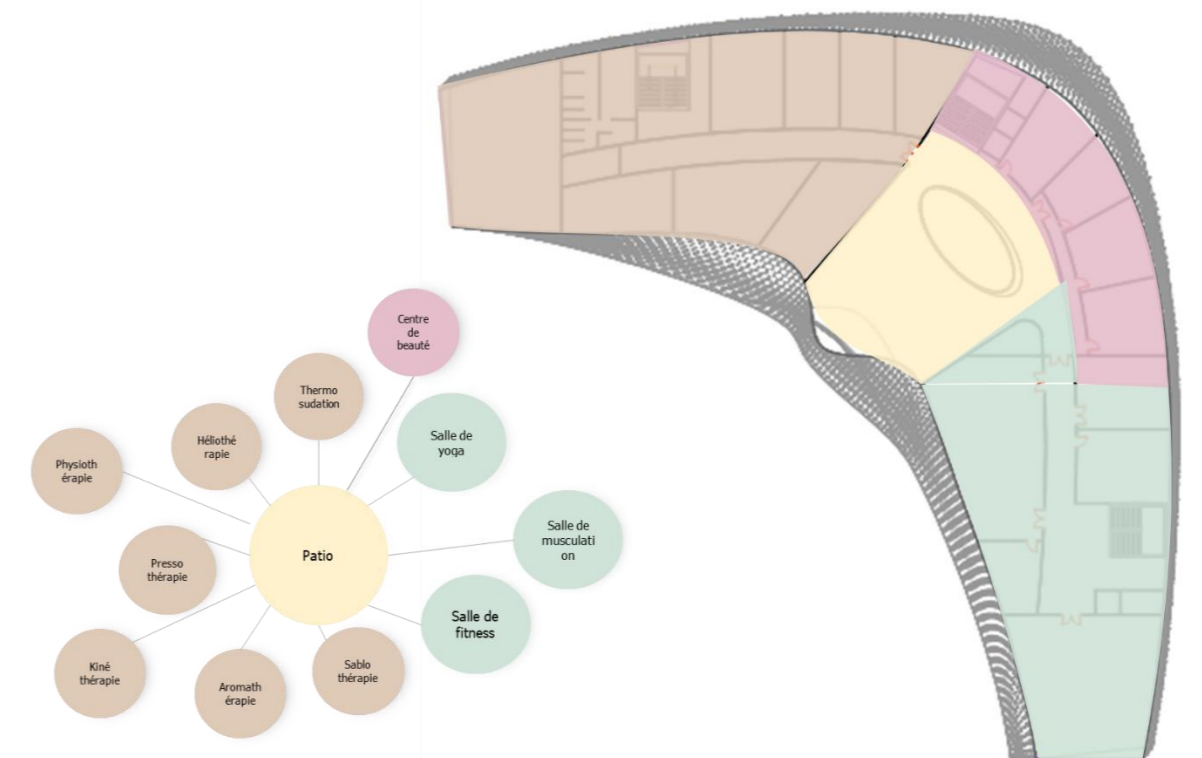 Centre
de
beauté
Thermo
sudation
Héliothé
rapie
Salle de
yoga
Physioth
érapie
Salle de
musculati
on
Patio
Presso
thérapie
Salle de
fitness
Kiné
thérapie
Aromath
érapie
Sablo
thérapie